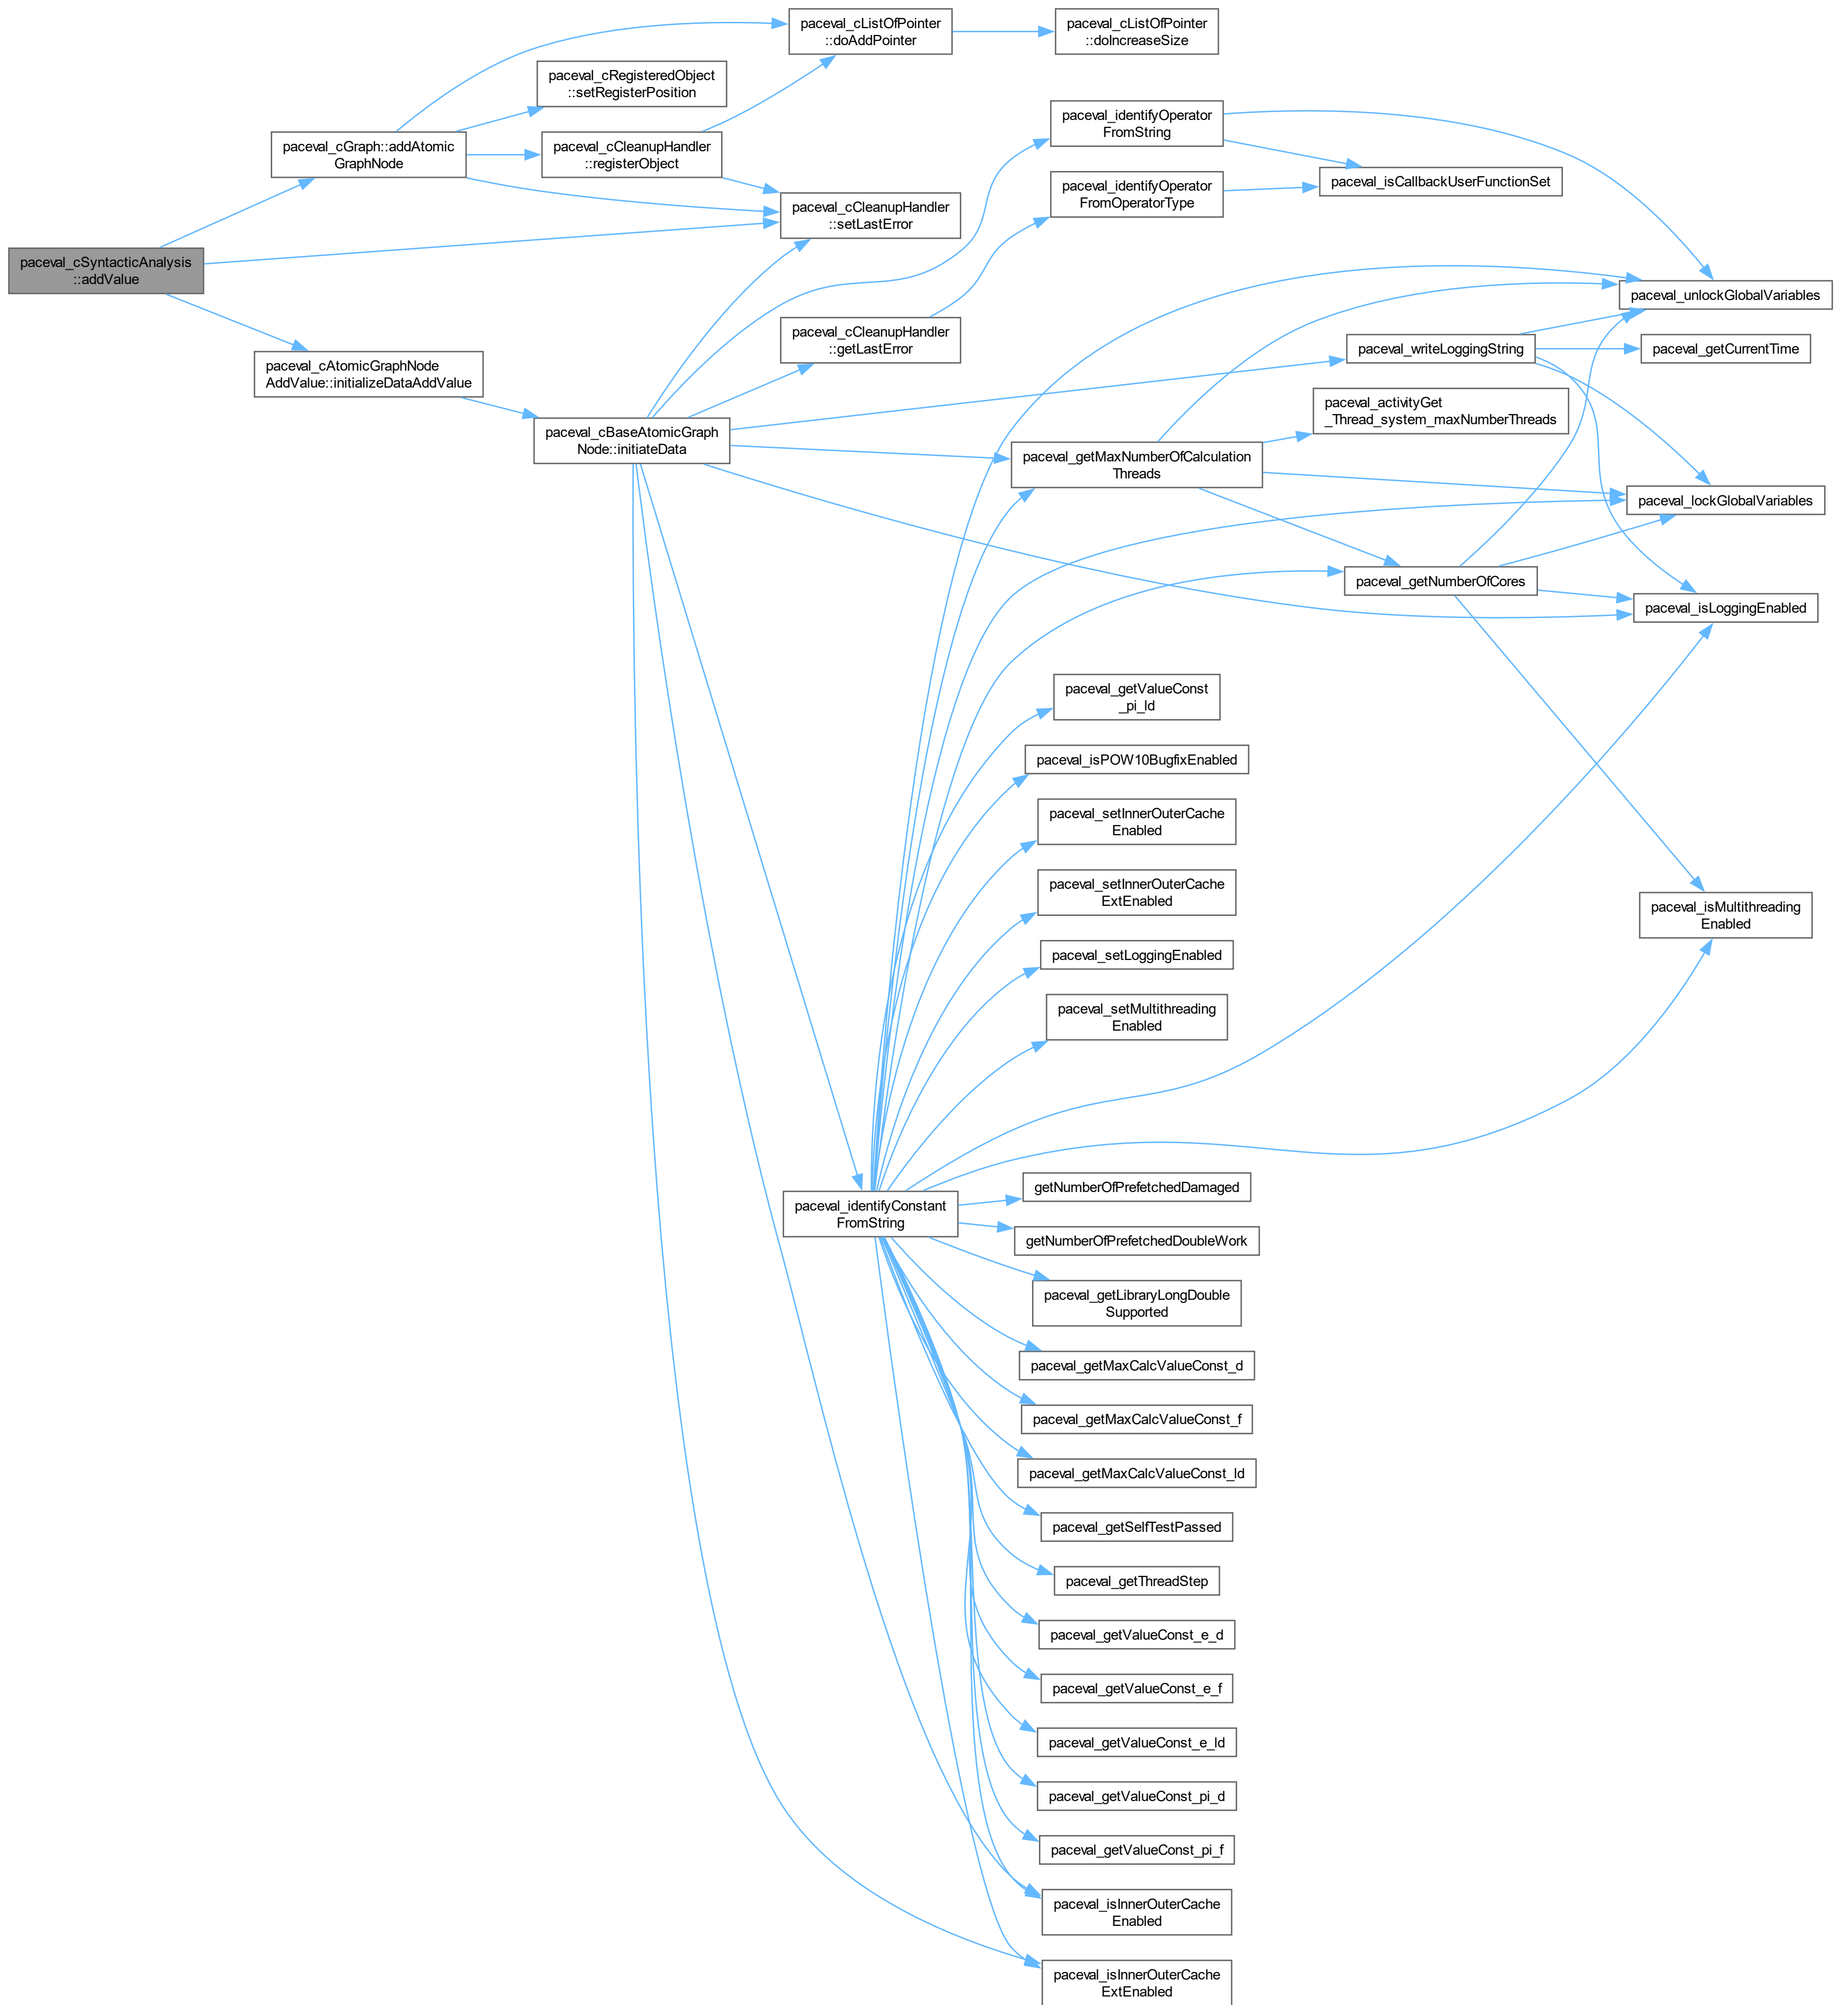 paceval_cSyntacticAnalysis
::addValue
paceval_cGraph::addAtomic
GraphNode
paceval_cAtomicGraphNode
AddValue::initializeDataAddValue
paceval_cRegisteredObject
::setRegisterPosition
paceval_cCleanupHandler
::registerObject
paceval_cBaseAtomicGraph
Node::initiateData
paceval_cListOfPointer
::doAddPointer
paceval_cCleanupHandler
::setLastError
paceval_cCleanupHandler
::getLastError
paceval_identifyConstant
FromString
paceval_cListOfPointer
::doIncreaseSize
paceval_identifyOperator
FromString
paceval_identifyOperator
FromOperatorType
paceval_getMaxNumberOfCalculation
Threads
paceval_getValueConst
_pi_ld
paceval_isPOW10BugfixEnabled
paceval_setInnerOuterCache
Enabled
paceval_setInnerOuterCache
ExtEnabled
paceval_setLoggingEnabled
paceval_setMultithreading
Enabled
getNumberOfPrefetchedDamaged
getNumberOfPrefetchedDoubleWork
paceval_getLibraryLongDouble
Supported
paceval_getMaxCalcValueConst_d
paceval_getMaxCalcValueConst_f
paceval_getMaxCalcValueConst_ld
paceval_getSelfTestPassed
paceval_getThreadStep
paceval_getValueConst_e_d
paceval_getValueConst_e_f
paceval_getValueConst_e_ld
paceval_getValueConst_pi_d
paceval_getValueConst_pi_f
paceval_isInnerOuterCache
Enabled
paceval_isInnerOuterCache
ExtEnabled
paceval_isCallbackUserFunctionSet
paceval_writeLoggingString
paceval_activityGet
_Thread_system_maxNumberThreads
paceval_getNumberOfCores
paceval_unlockGlobalVariables
paceval_getCurrentTime
paceval_lockGlobalVariables
paceval_isLoggingEnabled
paceval_isMultithreading
Enabled